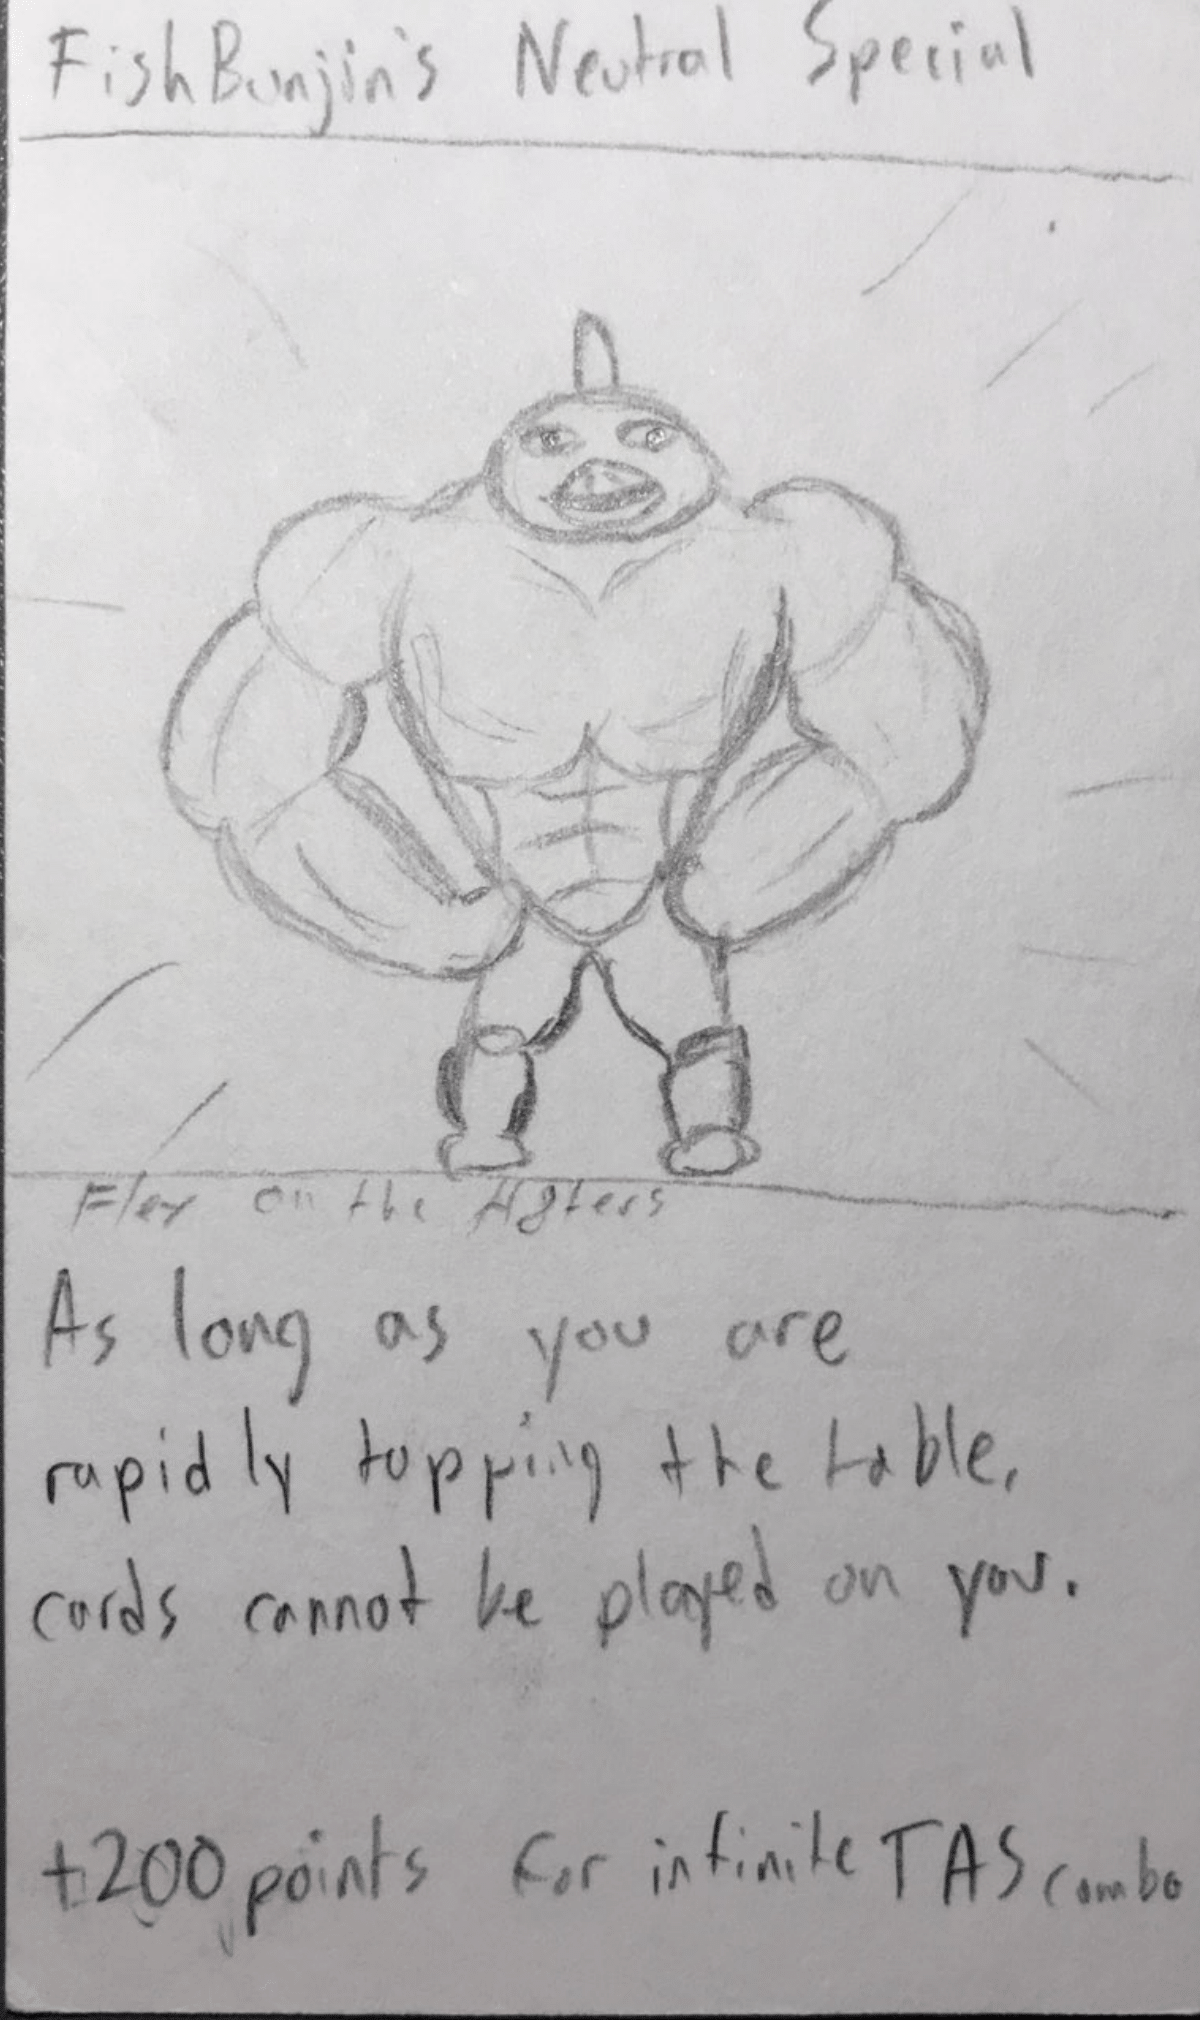 FishBunjin's Neutral Special
Flex on the H8ters
As long as you are
rapidly tapping the table,
cards cannot be played on you.
+200 points for infinite TAS combo